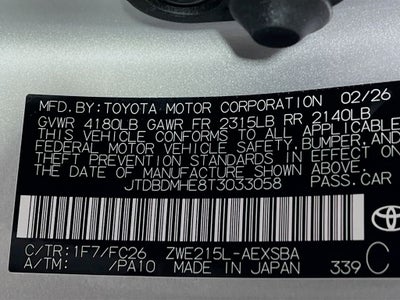 MFD.BY:TOYOTA MOTOR CORPORATION 02/26
GVWR 4180LB GAWR FR 2315LB RR 2140LB
THIS VEHICLE CONFORMS TO ALL APPLICABLE
FEDERAL MOTOR VEHICLE SAFETY, BUMPER, AND
THEFT PREVENTION STANDARDS IN EFFECT ON
THE DATE OF MANUFACTURE SHOWN ABOVE.
JTDBDMHE8T3033058 PASS.CAR
C/TR:1F7/FC26 ZWE215L-AEXSBA C
A/TM: /PA10 MADE IN JAPAN 339
TOYOTA